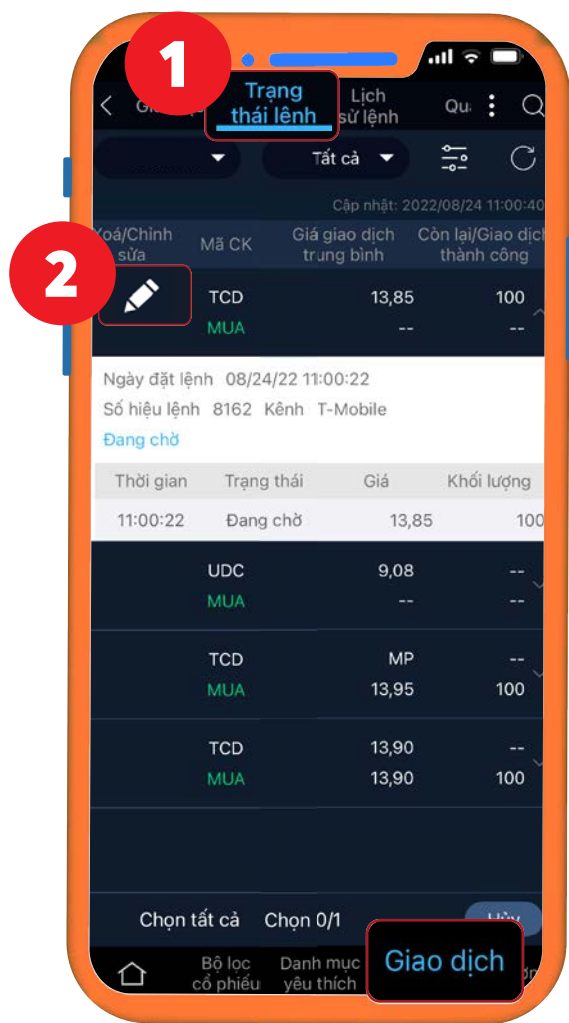 1
Trạng
thái lệnh
Lịch
sử lệnh
Tất cả
Cập nhật: 2022/08/24 11:00:40
Xoá/Chỉnh
sửa
Mã CK
Giá giao dịch
trung bình
Còn lại/Giao dịch
thành công
2
TCD 13,85 100
MUA -- --
Ngày đặt lệnh 08/24/22 11:00:22
Số hiệu lệnh 8162 Kênh T-Mobile
Đang chờ
Thời gian Trạng thái Giá Khối lượng
11:00:22 Đang chờ 13,85 100
UDC 9,08 --
MUA -- --
TCD MP --
MUA 13,95 100
TCD 13,90 --
MUA 13,90 100
Chọn tất cả Chọn 0/1 Hủy
Bộ lọc
cổ phiếu
Danh mục
yêu thích
Giao dịch